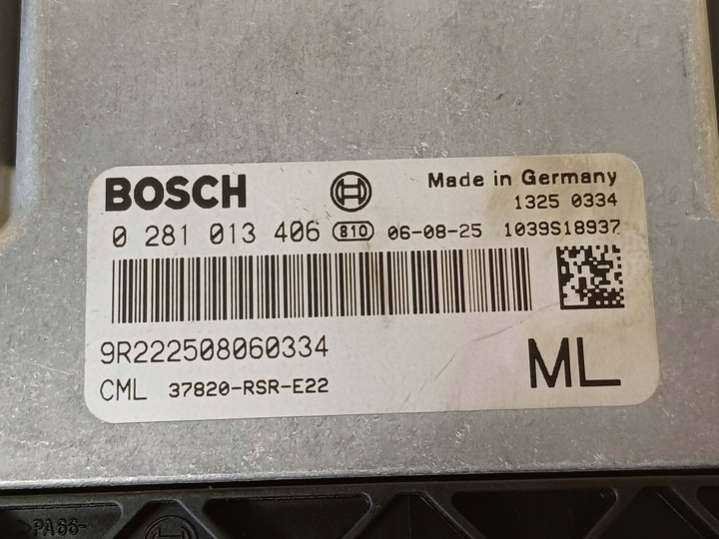 BOSCH Made in Germany
1325 0334
0 281 013 406 810 06-08-25 1039S18937
9R222508060334
CML 37820-RSR-E22 ML
>PA66-